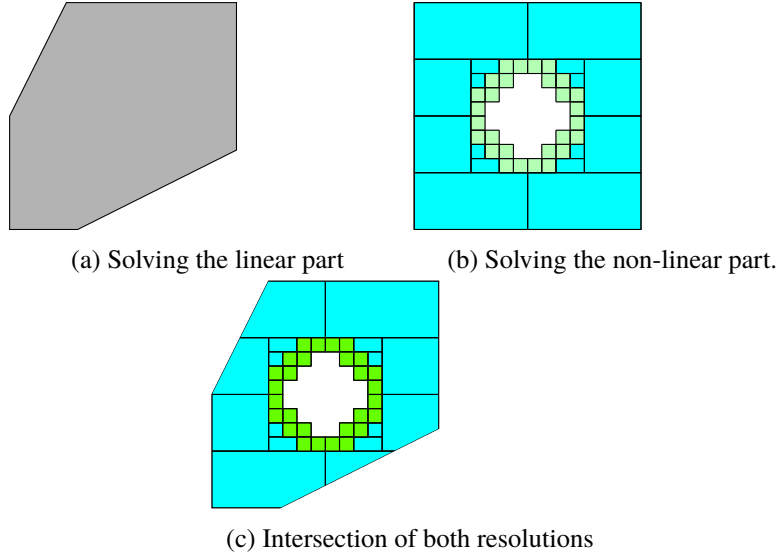 (a) Solving the linear part
(b) Solving the non-linear part.
(c) Intersection of both resolutions